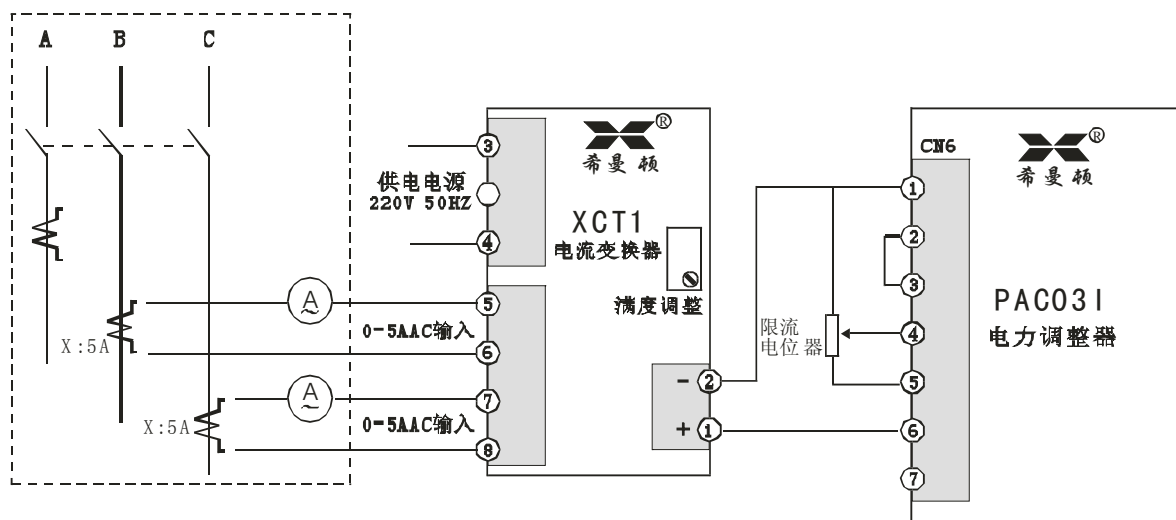 A B C
供电电源
220V 50HZ
X:5A
X:5A
A
A
0-5AAC输入
0-5AAC输入
3
4
5
6
7
8
®
希曼顿
XCT1
电流变换器
满度调整
- 2
+ 1
限流
电位器
CN6
1
2
3
4
5
6
7
®
希曼顿
PAC03I
电力调整器